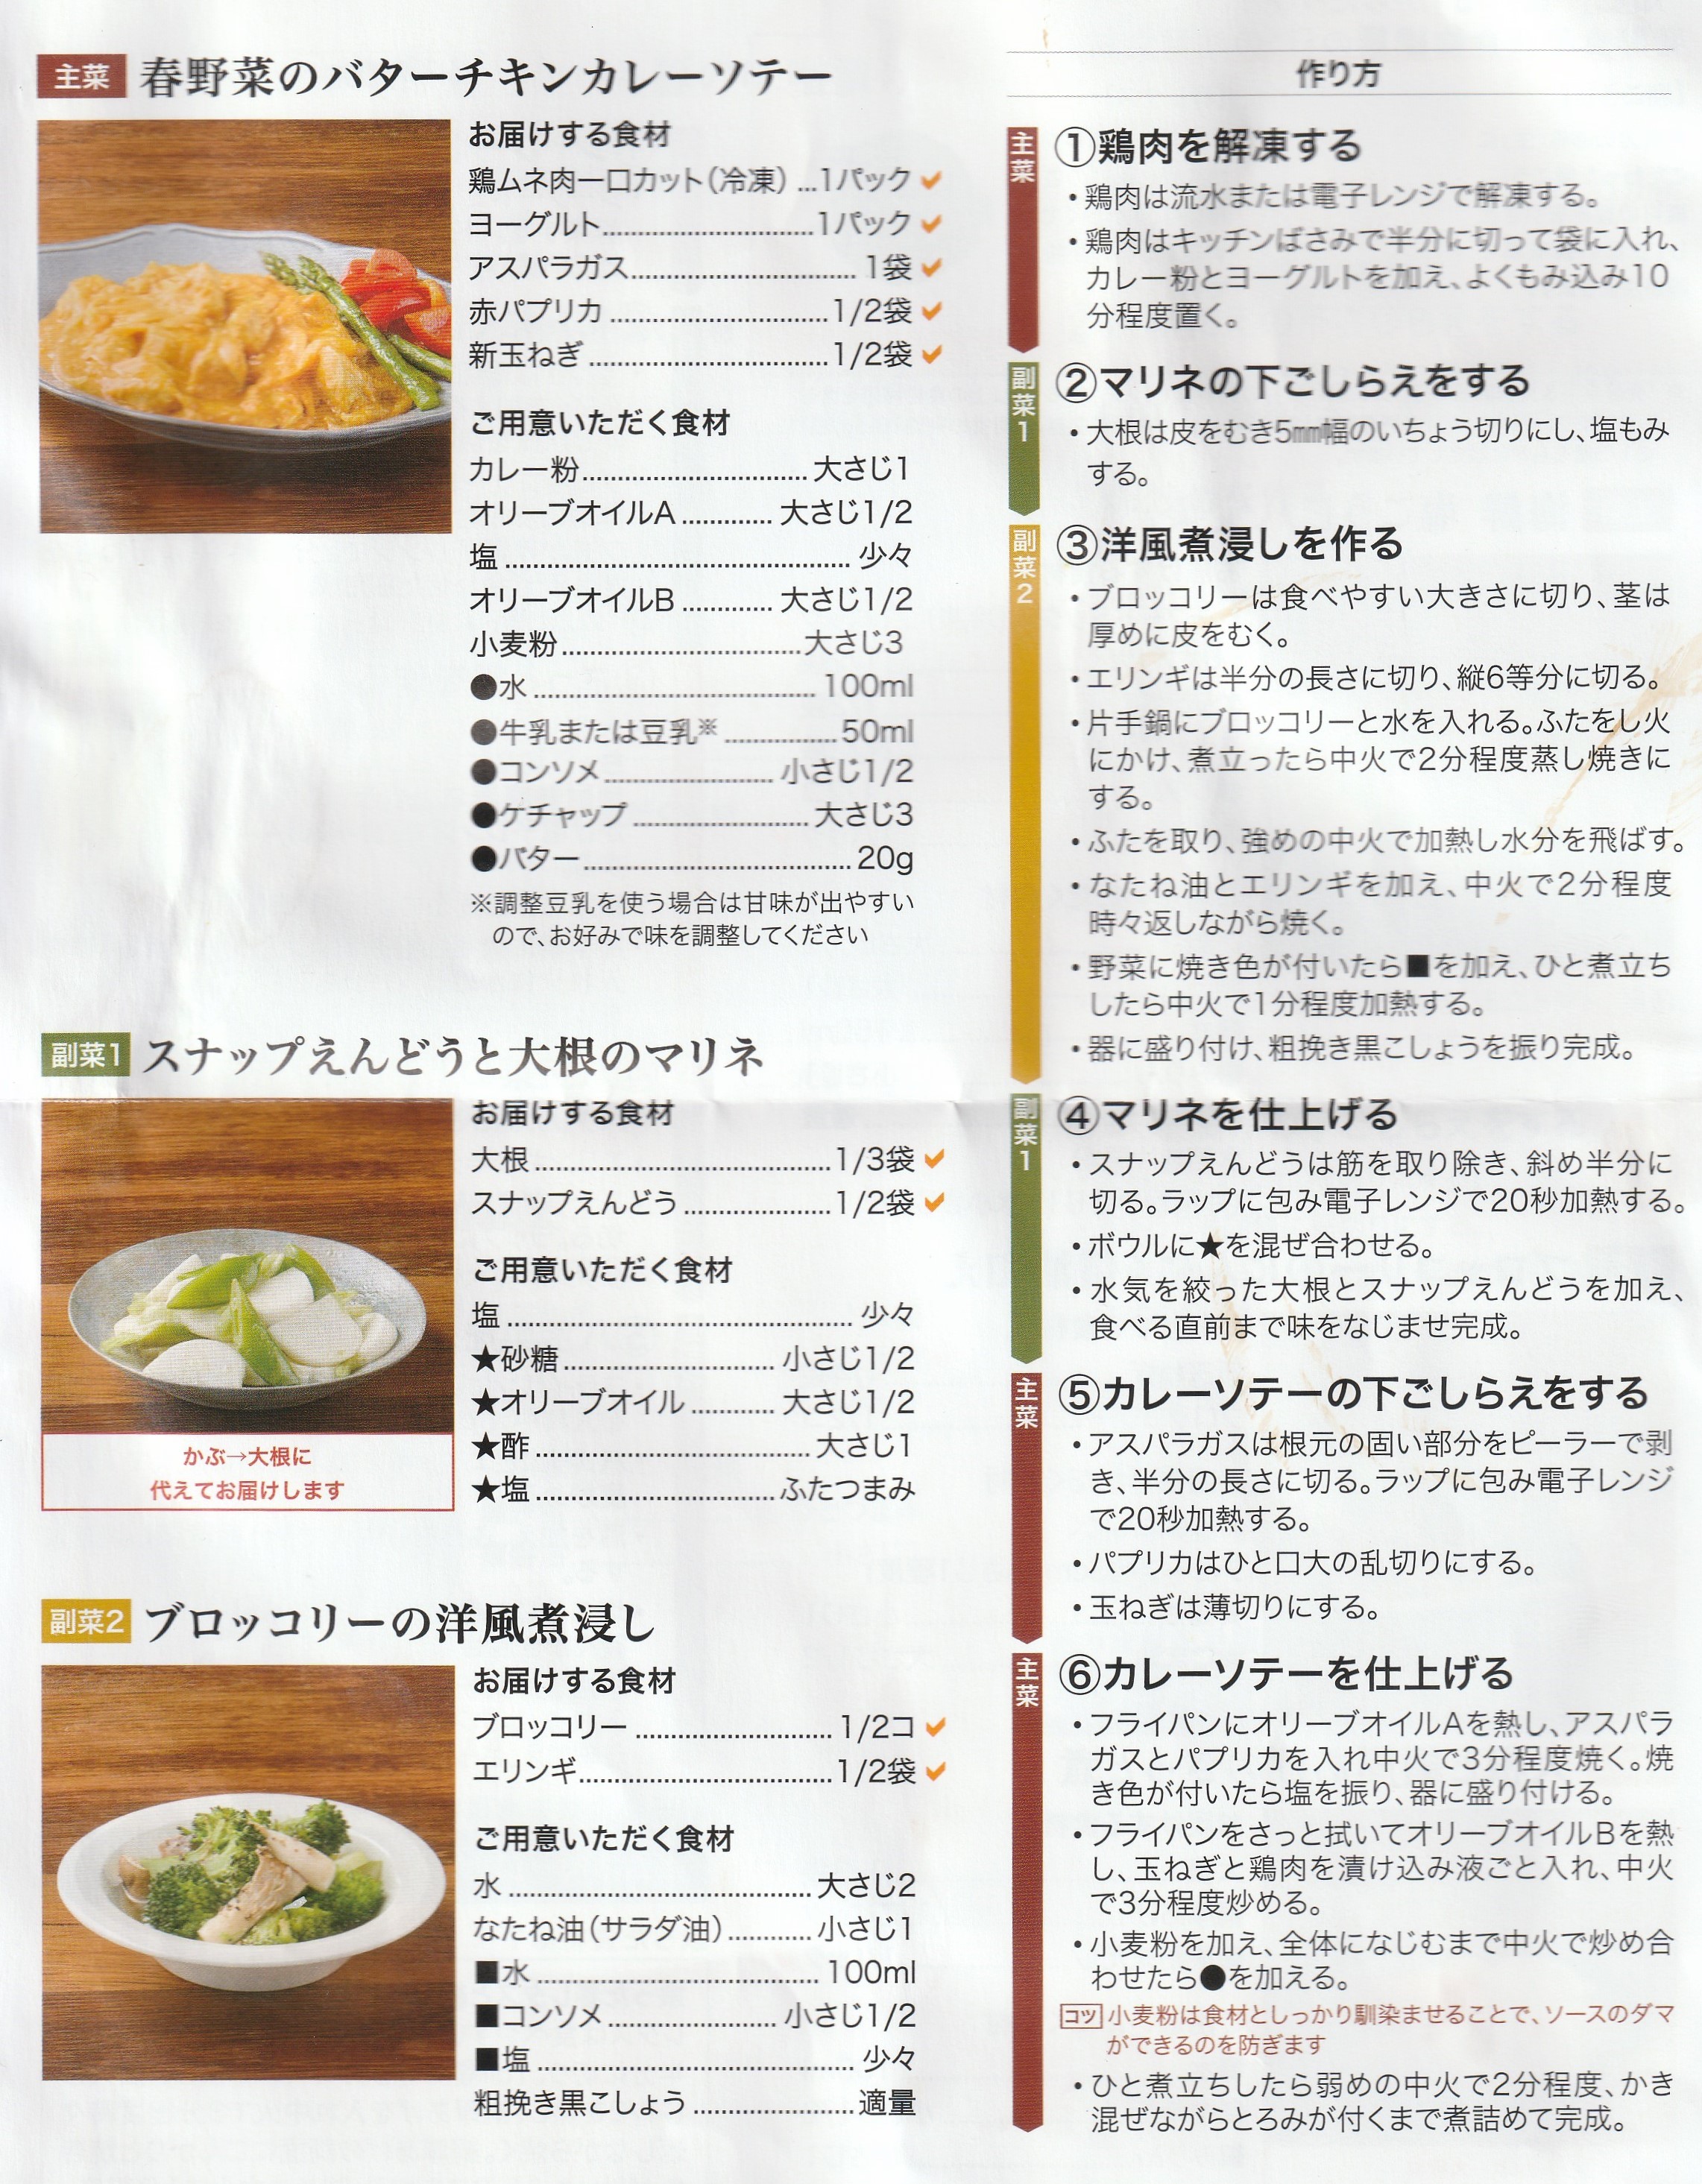 主菜 春野菜のバターチキンカレーソテー
お届けする食材
鶏ムネ肉一口カット（冷凍）...1パック
ヨーグルト........................1パック
アスパラガス.......................... 1袋
赤パプリカ .........................1/2袋
新玉ねぎ ............................1/2袋
ご用意いただく食材
カレー粉.......................... 大さじ1
オリーブオイルA............. 大さじ1/2
塩 ........................................ 少々
オリーブオイルB ............. 大さじ1/2
小麦粉............................大さじ3
●水 ................................. 100ml
●牛乳または豆乳※ .............50ml
●コンソメ.................... 小さじ1/2
●ケチャップ .................... 大さじ3
●バター............................... 20g
※調整豆乳を使う場合は甘味が出やすい
ので、お好みで味を調整してください
副菜1 スナップえんどうと大根のマリネ
お届けする食材
大根 ..................................1/3袋
スナップえんどう .................1/2袋
ご用意いただく食材
塩 ........................................ 少々
★砂糖 ........................ 小さじ1/2
★オリーブオイル .......... 大さじ1/2
★酢 ................................ 大さじ1
★塩 ............................ふたつまみ
かぶ→大根に
代えてお届けします
副菜2 ブロッコリーの洋風煮浸し
お届けする食材
ブロッコリー ....................... 1/2コ
エリンギ.............................1/2袋
ご用意いただく食材
水 ................................... 大さじ2
なたね油（サラダ油）.......... 小さじ1
■水 ................................. 100ml
■コンソメ.................... 小さじ1/2
■塩 ..................................... 少々
粗挽き黒こしょう ...................適量
作り方
主菜
①鶏肉を解凍する
・鶏肉は流水または電子レンジで解凍する。
・鶏肉はキッチンばさみで半分に切って袋に入れ、
カレー粉とヨーグルトを加え、よくもみ込み10
分程度置く。
副菜1
②マリネの下ごしらえをする
・大根は皮をむき5㎜幅のいちょう切りにし、塩もみ
する。
副菜2
③洋風煮浸しを作る
・ブロッコリーは食べやすい大きさに切り、茎は
厚めに皮をむく。
・エリンギは半分の長さに切り、縦6等分に切る。
・片手鍋にブロッコリーと水を入れる。ふたをし火
にかけ、煮立ったら中火で2分程度蒸し焼きに
する。
・ふたを取り、強めの中火で加熱し水分を飛ばす。
・なたね油とエリンギを加え、中火で2分程度
時々返しながら焼く。
・野菜に焼き色が付いたら■を加え、ひと煮立ち
したら中火で1分程度加熱する。
・器に盛り付け、粗挽き黒こしょうを振り完成。
副菜1
④マリネを仕上げる
・スナップえんどうは筋を取り除き、斜め半分に
切る。ラップに包み電子レンジで20秒加熱する。
・ボウルに★を混ぜ合わせる。
・水気を絞った大根とスナップえんどうを加え、
食べる直前まで味をなじませ完成。
主菜
⑤カレーソテーの下ごしらえをする
・アスパラガスは根元の固い部分をピーラーで剥
き、半分の長さに切る。ラップに包み電子レンジ
で20秒加熱する。
・パプリカはひと口大の乱切りにする。
・玉ねぎは薄切りにする。
主菜
⑥カレーソテーを仕上げる
・フライパンにオリーブオイルAを熱し、アスパラ
ガスとパプリカを入れ中火で3分程度焼く。焼
き色が付いたら塩を振り、器に盛り付ける。
・フライパンをさっと拭いてオリーブオイルBを熱
し、玉ねぎと鶏肉を漬け込み液ごと入れ、中火
で3分程度炒める。
・小麦粉を加え、全体になじむまで中火で炒め合
わせたら●を加える。
コツ 小麦粉は食材としっかり馴染ませることで、ソースのダマ
ができるのを防ぎます
・ひと煮立ちしたら弱めの中火で2分程度、かき
混ぜながらとろみが付くまで煮詰めて完成。